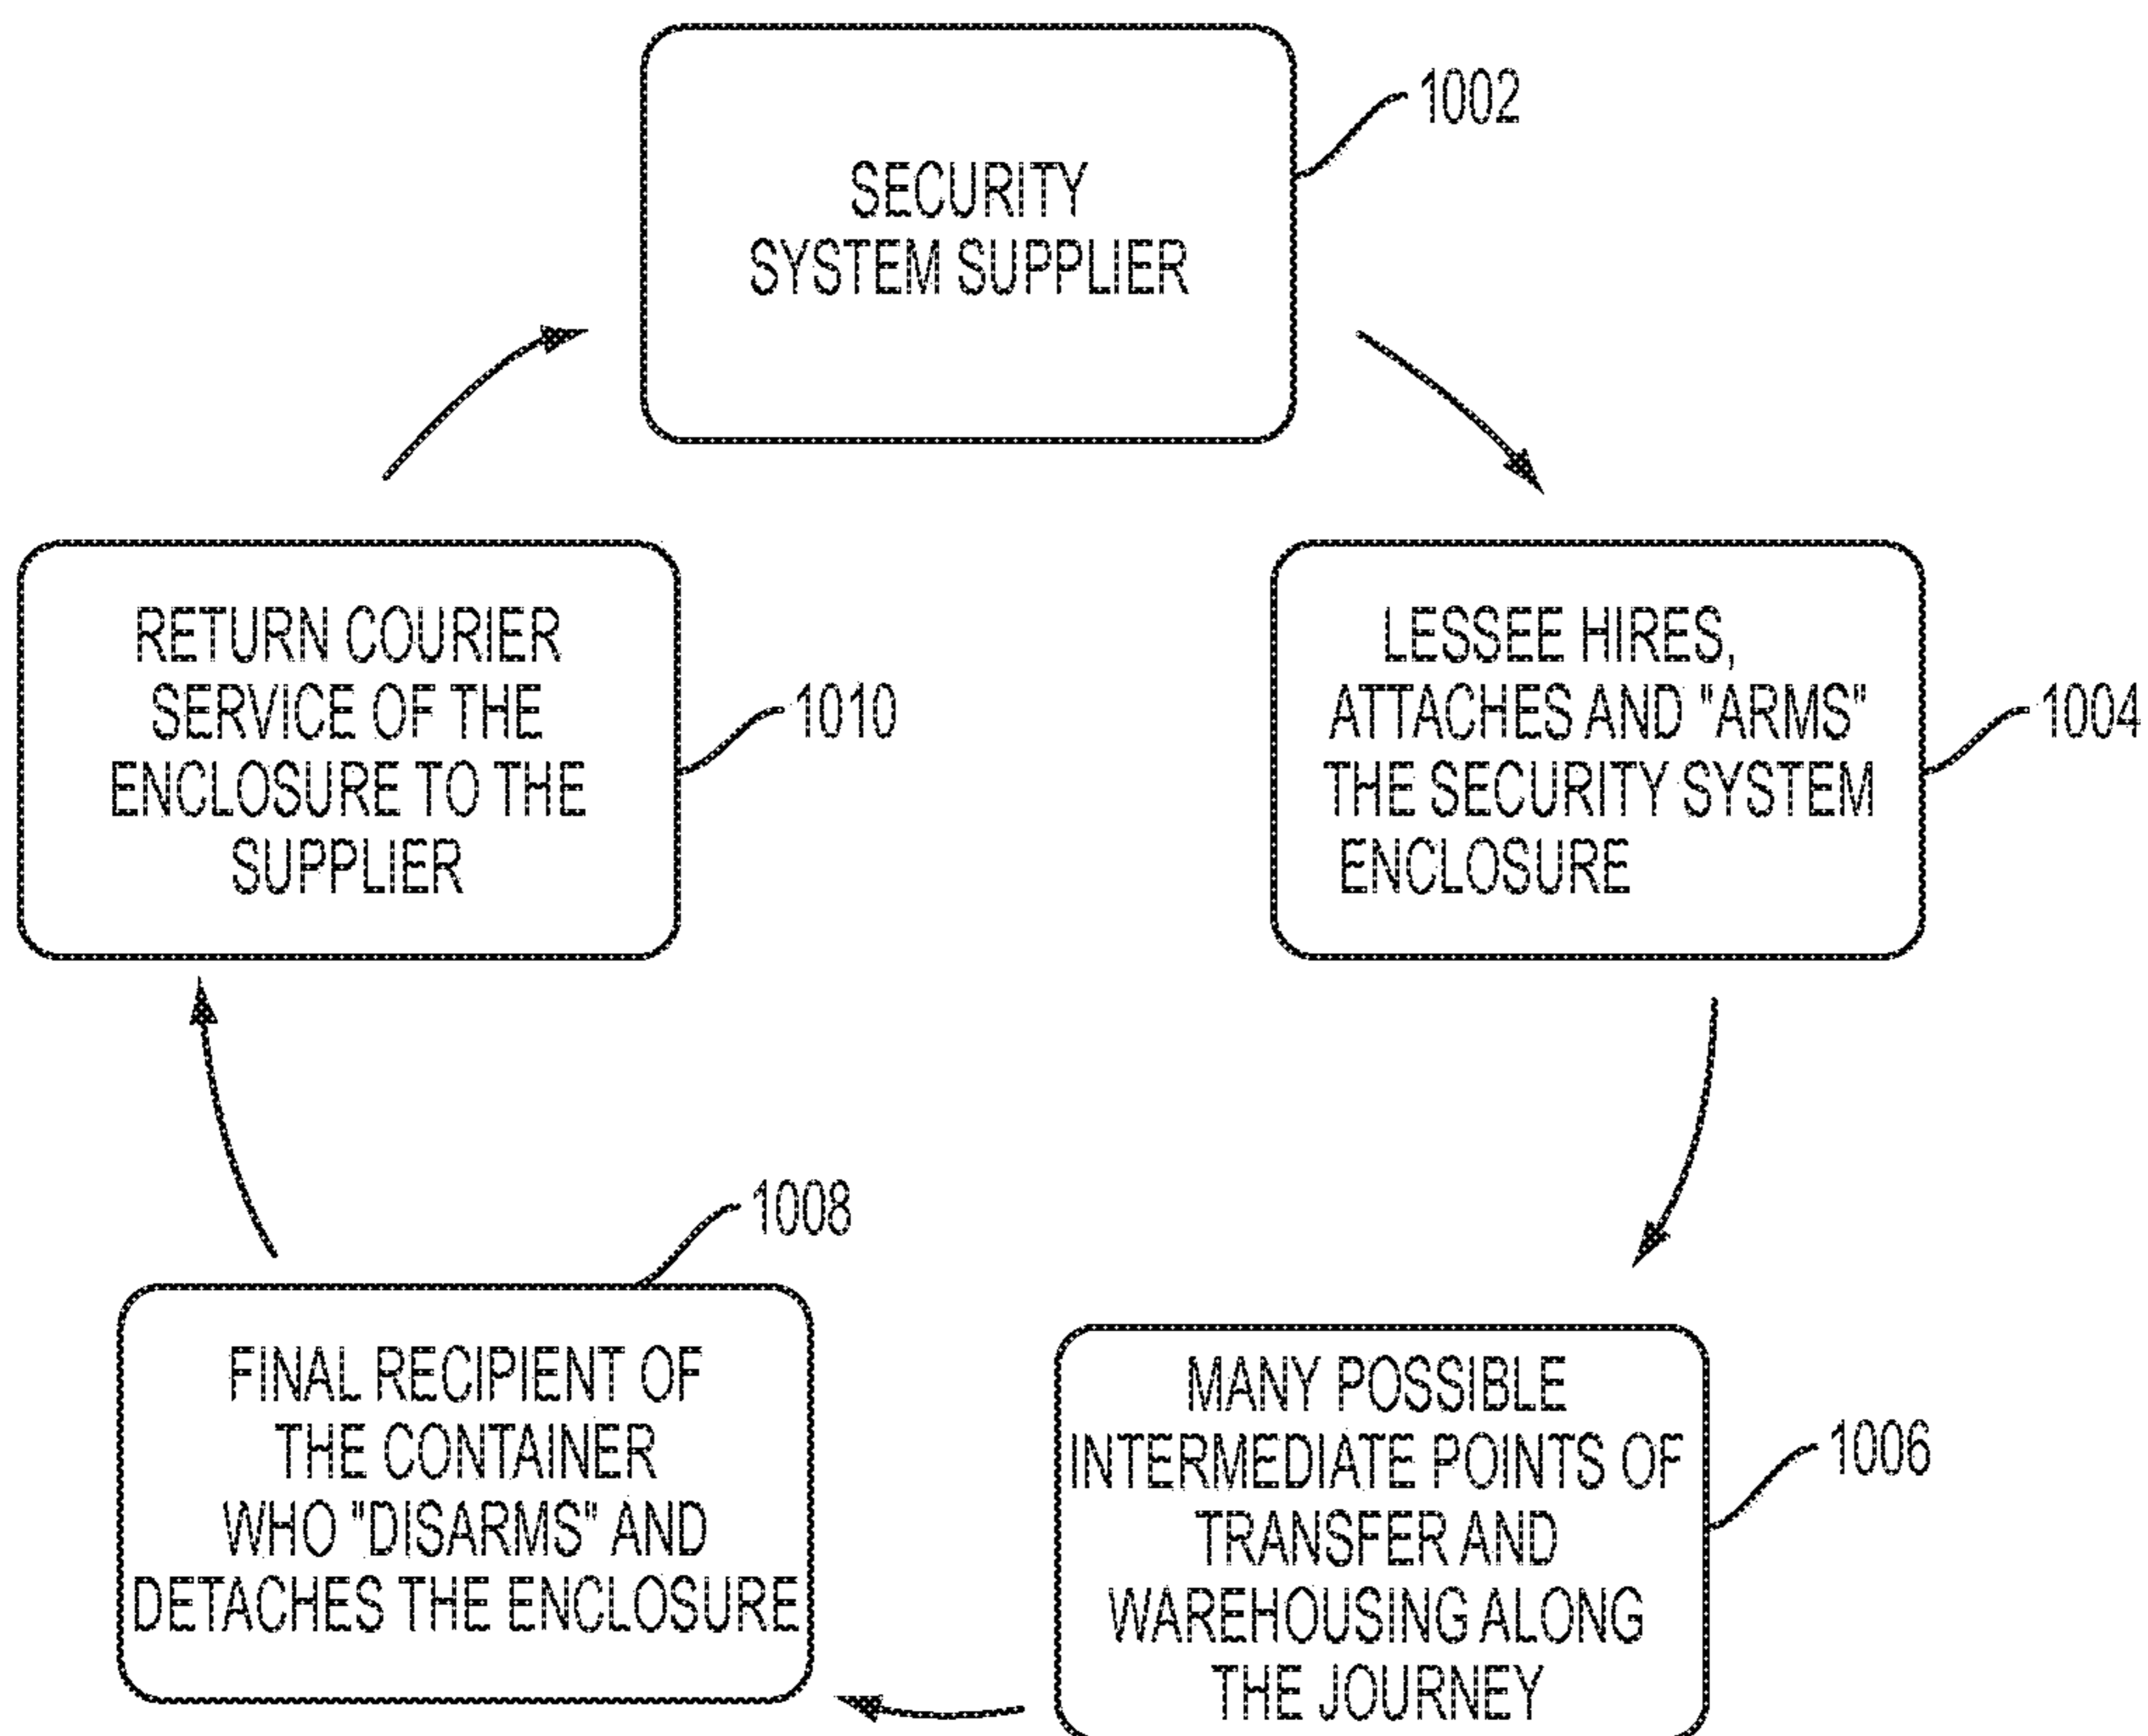 SECURITY
SYSTEM SUPPLIER
1002
LESSEE HIRES,
ATTACHES AND "ARMS"
THE SECURITY SYSTEM
ENCLOSURE
1004
MANY POSSIBLE
INTERMEDIATE POINTS OF
TRANSFER AND
WAREHOUSING ALONG
THE JOURNEY
1006
FINAL RECIPIENT OF
THE CONTAINER
WHO "DISARMS" AND
DETACHES THE ENCLOSURE
1008
RETURN COURIER
SERVICE OF THE
ENCLOSURE TO THE
SUPPLIER
1010